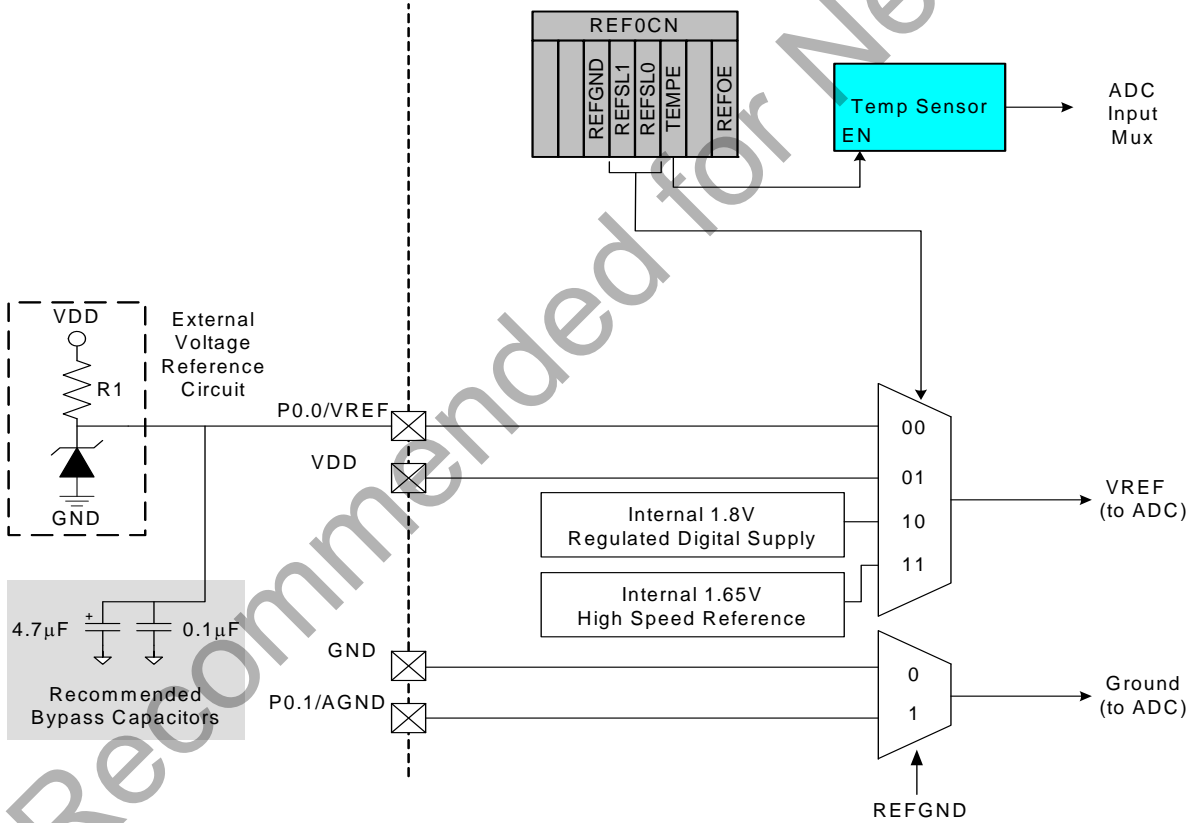 REF0CN
REFGND
REFSL1
REFSL0
TEMPE
REFOE
Temp Sensor
EN
ADC
Input
Mux
VDD
R1
GND
External
Voltage
Reference
Circuit
P0.0/VREF
VDD
00
01
10
11
Internal 1.8V
Regulated Digital Supply
Internal 1.65V
High Speed Reference
VREF
(to ADC)
4.7μF
+
0.1μF
Recommended
Bypass Capacitors
GND
P0.1/AGND
0
1
Ground
(to ADC)
REFGND
Recommended for Ne